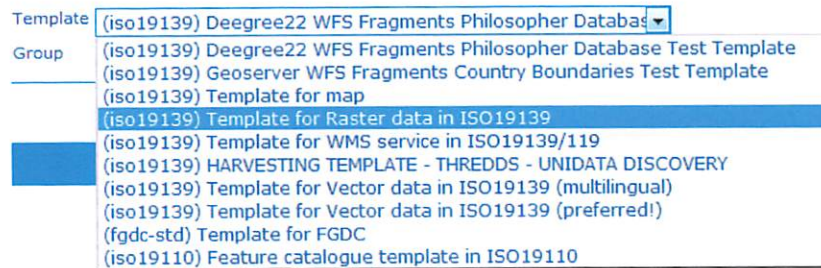 Template (iso19139) Deegree22 WFS Fragments Philosopher Databas
Group
(iso19139) Deegree22 WFS Fragments Philosopher Database Test Template
(iso19139) Geoserver WFS Fragments Country Boundaries Test Template
(iso19139) Template for map
(iso19139) Template for Raster data in ISO19139
(iso19139) Template for WMS service in ISO19139/119
(iso19139) HARVESTING TEMPLATE - THREDDS - UNIDATA DISCOVERY
(iso19139) Template for Vector data in ISO19139 (multilingual)
(iso19139) Template for Vector data in ISO19139 (preferred!)
(fgdc-std) Template for FGDC
(iso19110) Feature catalogue template in ISO19110